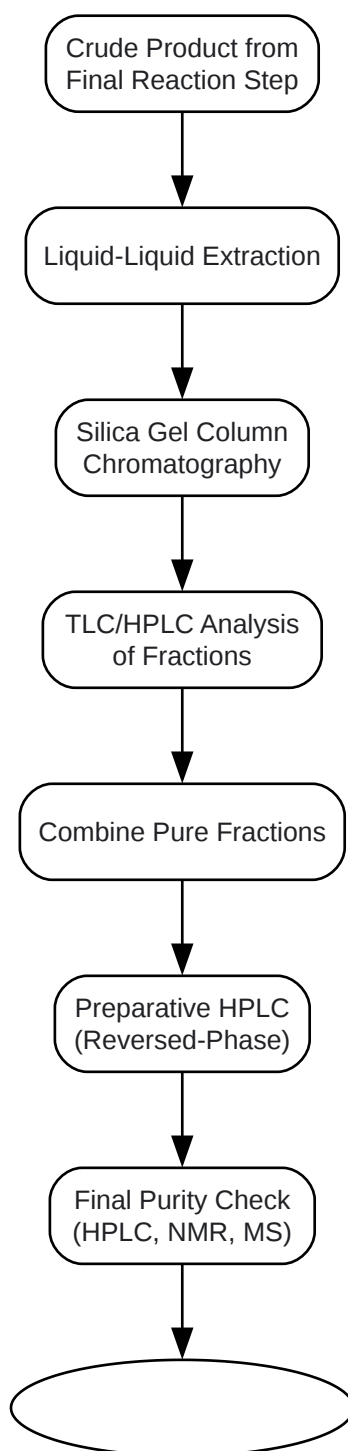 Crude Product from
Final Reaction Step
Liquid-Liquid Extraction
Silica Gel Column
Chromatography
TLC/HPLC Analysis
of Fractions
Combine Pure Fractions
Preparative HPLC
(Reversed-Phase)
Final Purity Check
(HPLC, NMR, MS)